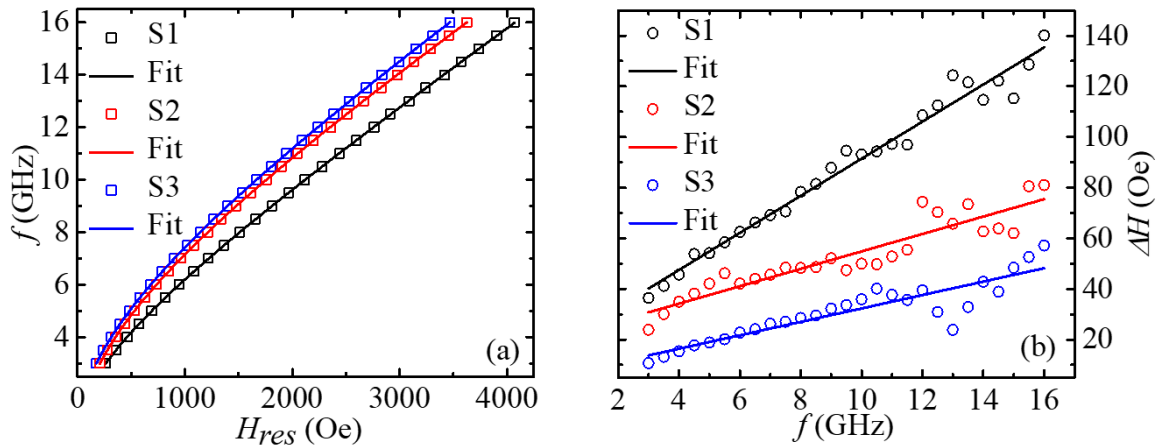 16
14
12
10
8
6
4
f (GHz)
S1
Fit
S2
Fit
S3
Fit
(a)
0 1000 2000 3000 4000
Hres (Oe)
S1
Fit
S2
Fit
S3
Fit
(b)
140
120
100
80
60
40
20
ΔH (Oe)
2 4 6 8 10 12 14 16
f (GHz)